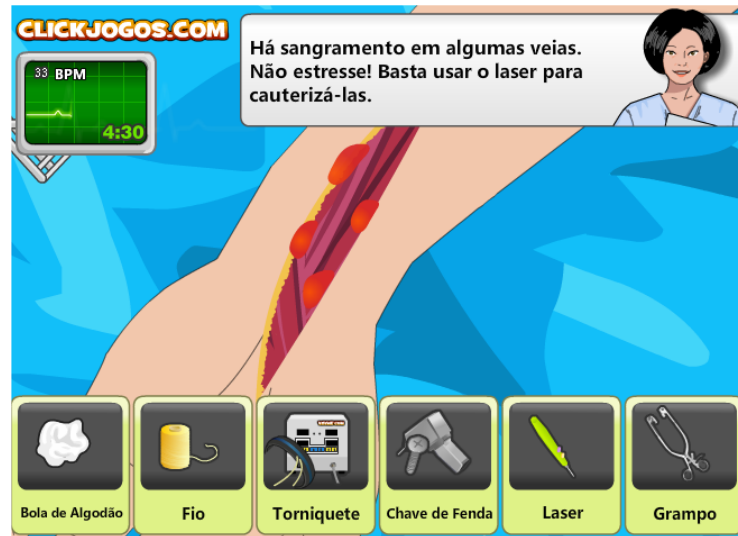 CLICKJOGOS.COM
33 BPM
4:30
Há sangramento em algumas veias.
Não estresse! Basta usar o laser para
cauterizá-las.
Bola de Algodão
Fio
Torniquete
Chave de Fenda
Laser
Grampo